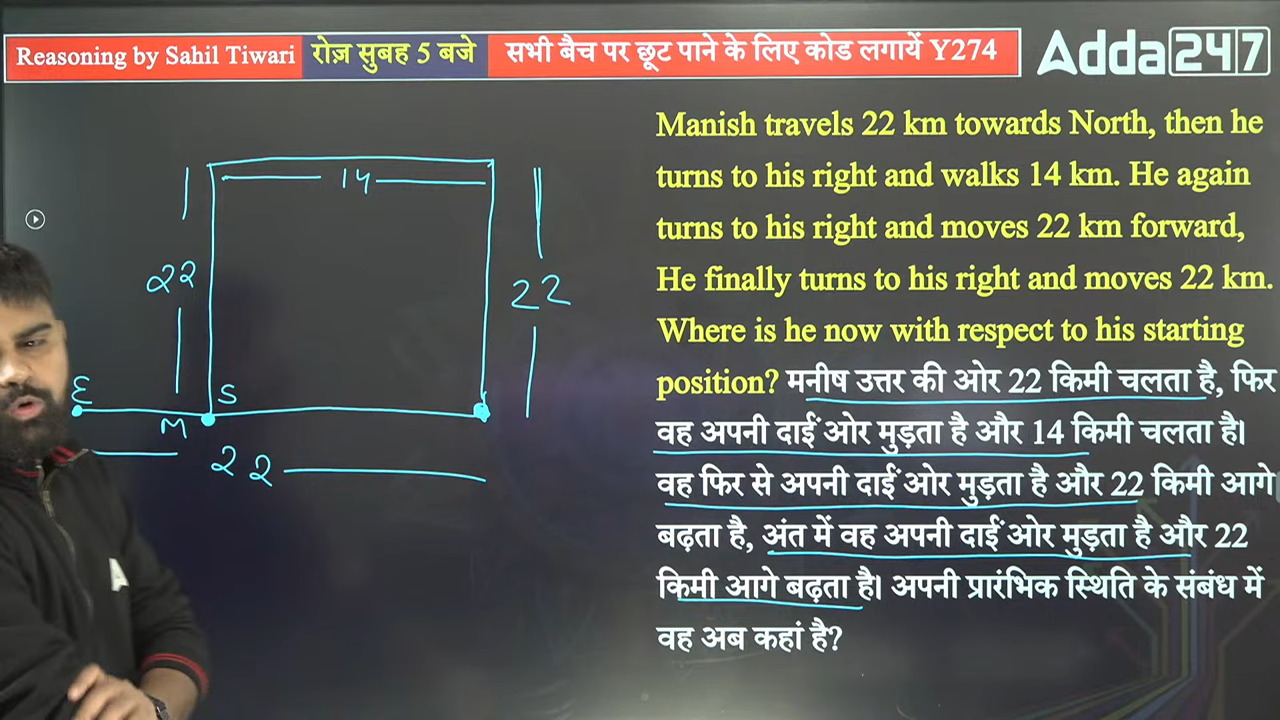 Reasoning by Sahil Tiwari रोज़ सुबह 5 बजे सभी बैच पर छूट पाने के लिए कोड लगायें Y274 Adda247
Manish travels 22 km towards North, then he
turns to his right and walks 14 km. He again
turns to his right and moves 22 km forward,
He finally turns to his right and moves 22 km.
Where is he now with respect to his starting
position? मनीष उत्तर की ओर 22 किमी चलता है, फिर
वह अपनी दाईं ओर मुड़ता है और 14 किमी चलता है।
वह फिर से अपनी दाईं ओर मुड़ता है और 22 किमी आगे
बढ़ता है, अंत में वह अपनी दाईं ओर मुड़ता है और 22
किमी आगे बढ़ता है। अपनी प्रारंभिक स्थिति के संबंध में
वह अब कहां है?
14
22
22
E
S
M
22